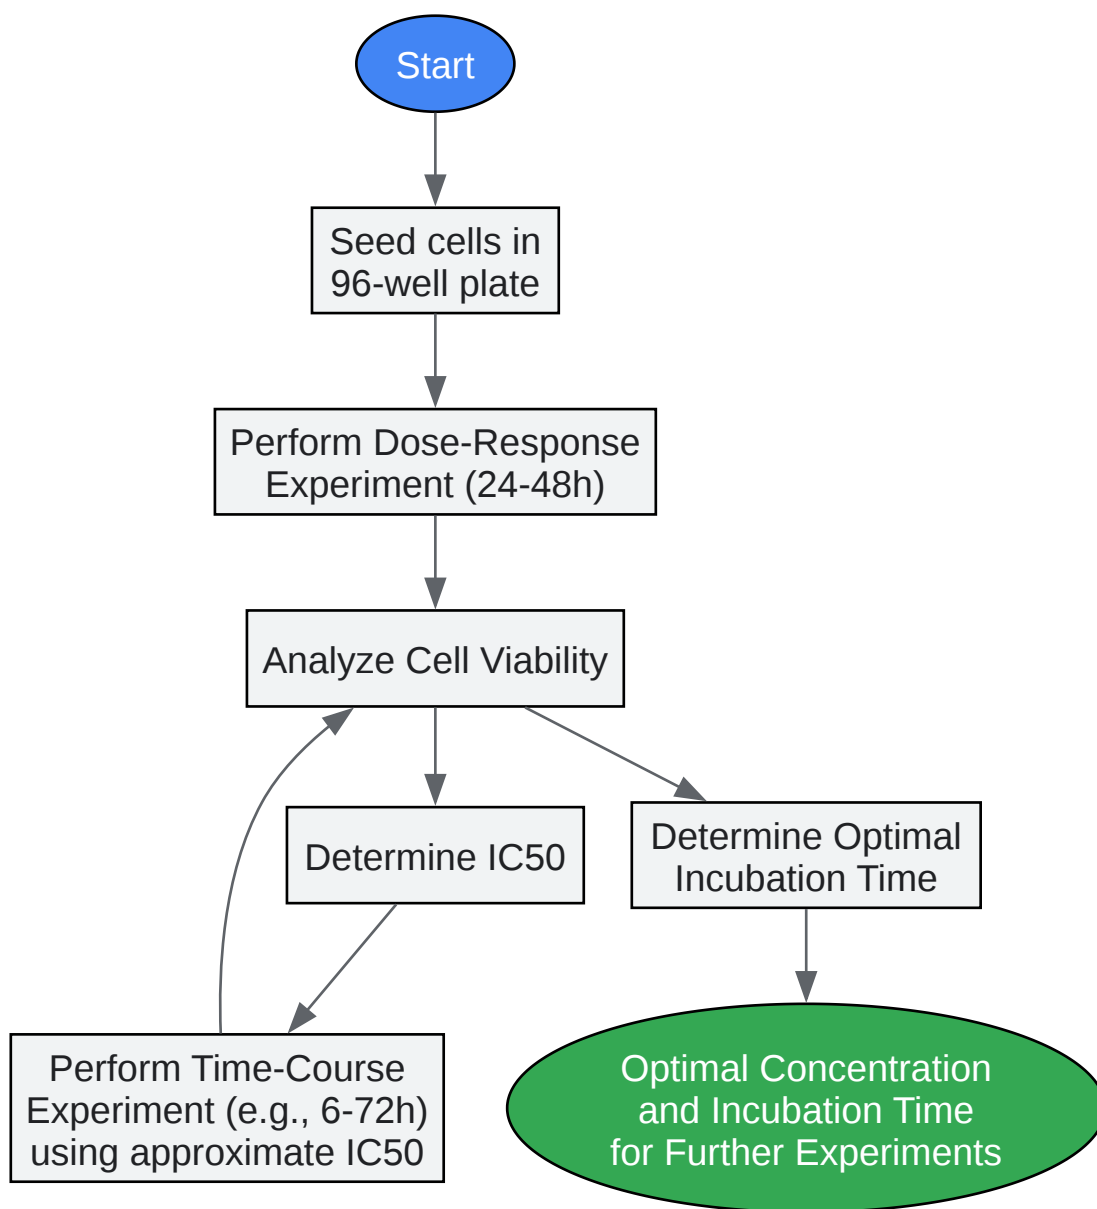 Start
Seed cells in
96-well plate
Perform Dose-Response
Experiment (24-48h)
Analyze Cell Viability
Determine IC50
Determine Optimal
Incubation Time
Perform Time-Course
Experiment (e.g., 6-72h)
using approximate IC50
Optimal Concentration
and Incubation Time
for Further Experiments